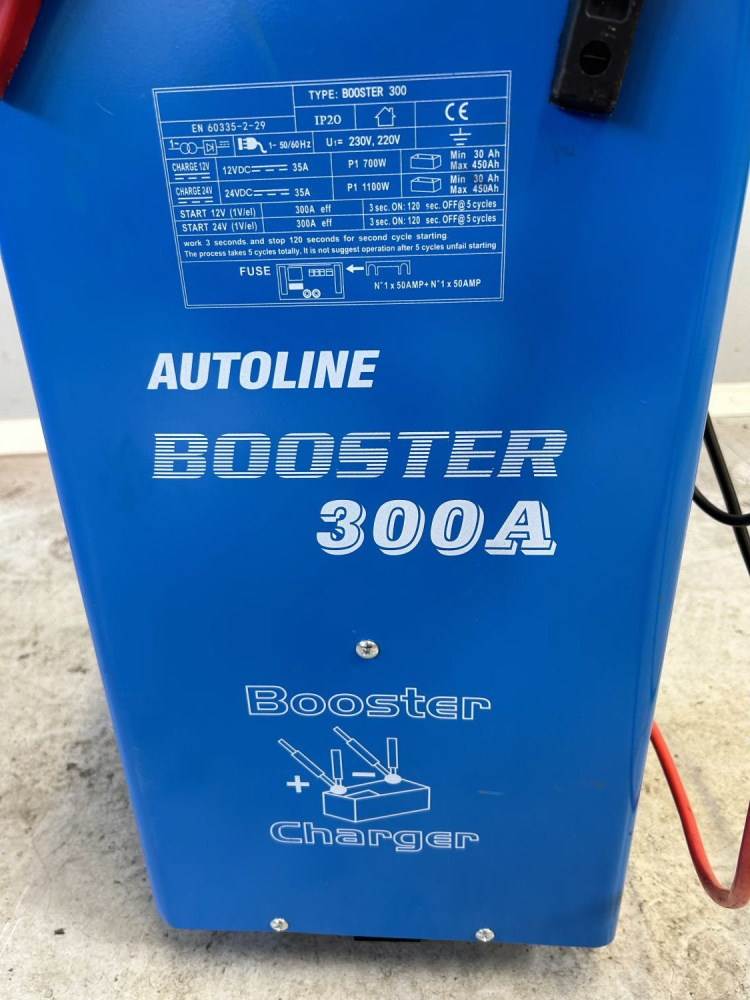 TYPE: BOOSTER 300
EN 60335-2-29 IP20 CE
1~ 1~ 50/60Hz U1= 230V, 220V
CHARGE 12V 12VDC 35A P1 700W Min 30 Ah
Max 450Ah
CHARGE 24V 24VDC 35A P1 1100W Min 30 Ah
Max 450Ah
START 12V (1V/el) 300A eff 3 sec. ON: 120 sec. OFF@5 cycles
START 24V (1V/el) 300A eff 3 sec. ON: 120 sec. OFF@5 cycles
work 3 seconds and stop 120 seconds for second cycle starting
The process takes 5 cycles totally, It is not suggest operation after 5 cycles unfail starting
FUSE
N°1 x 50AMP+ N°1 x 50AMP
AUTOLINE
BOOSTER
300A
Booster
+ −
Charger